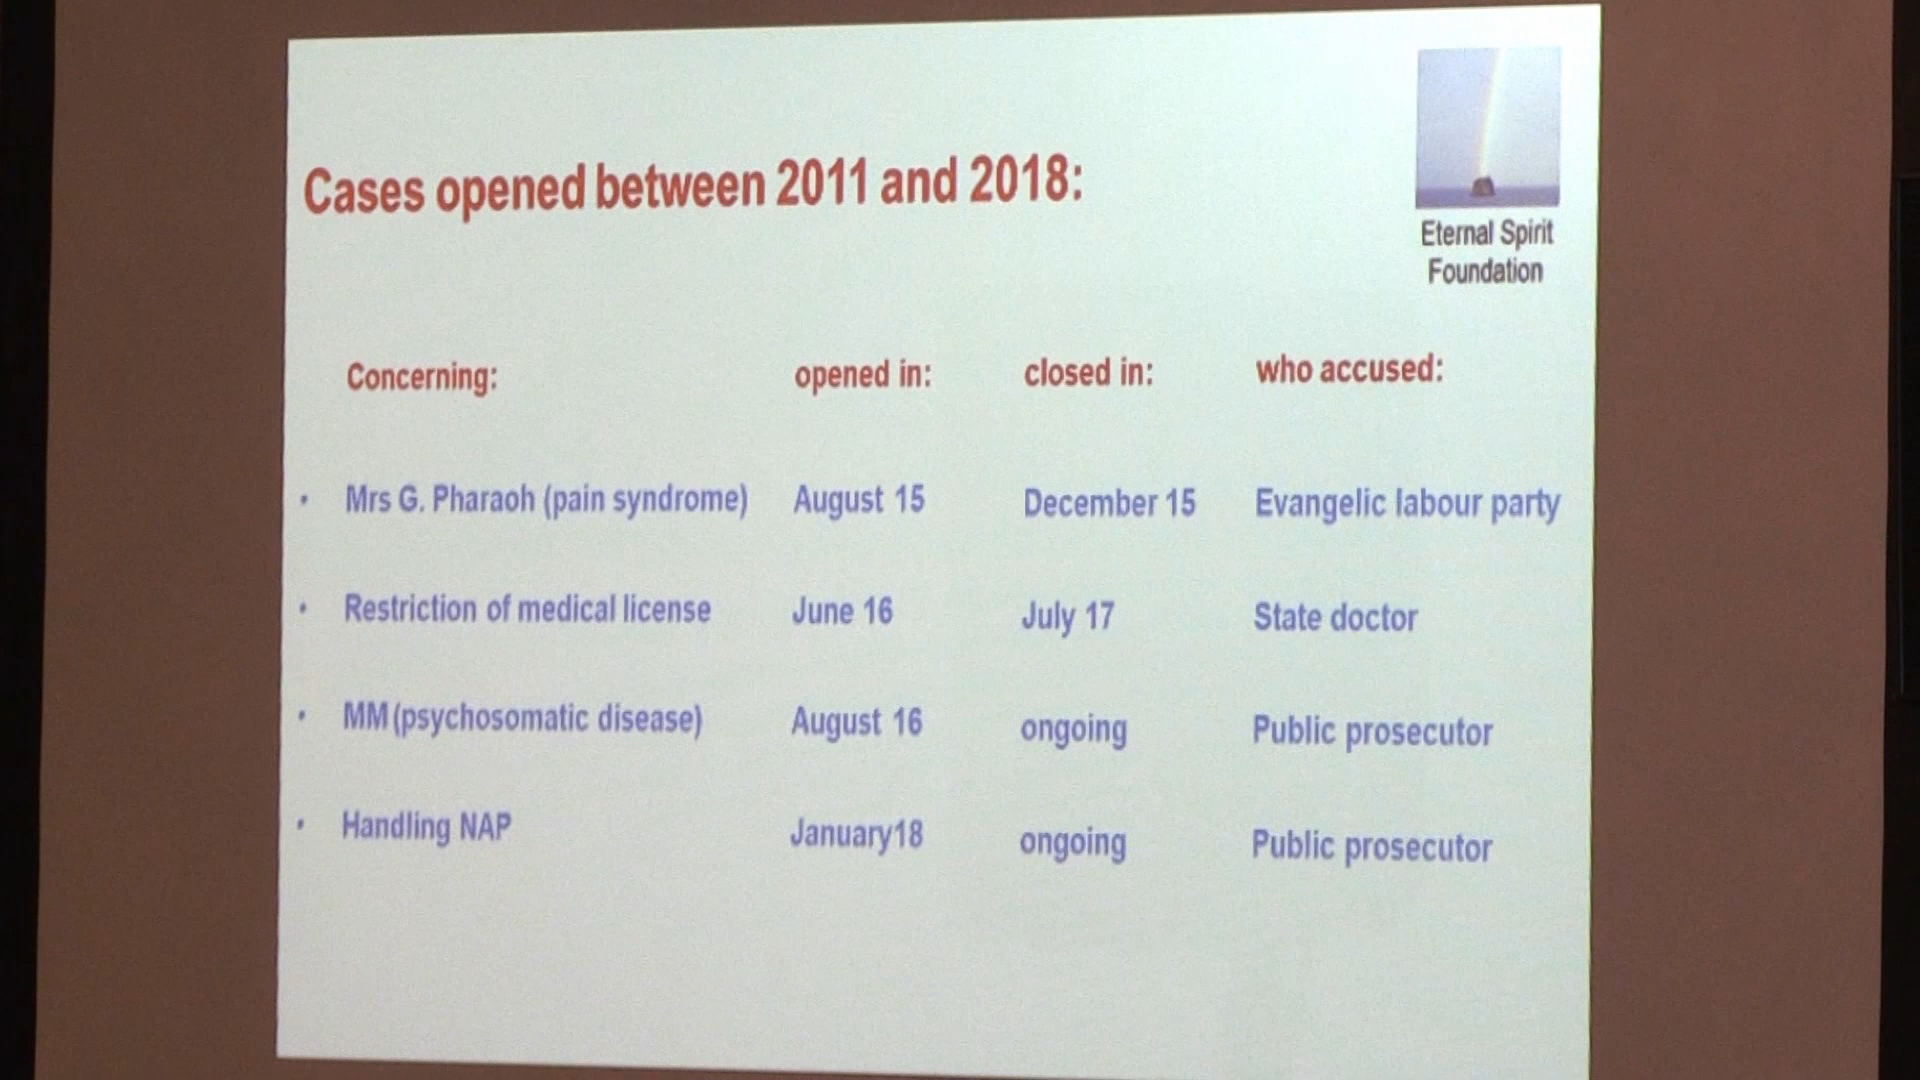 Cases opened between 2011 and 2018:
Eternal Spirit
Foundation
Concerning: opened in: closed in: who accused:
• Mrs G. Pharaoh (pain syndrome) August 15 December 15 Evangelic labour party
• Restriction of medical license June 16 July 17 State doctor
• MM (psychosomatic disease) August 16 ongoing Public prosecutor
• Handling NAP January18 ongoing Public prosecutor